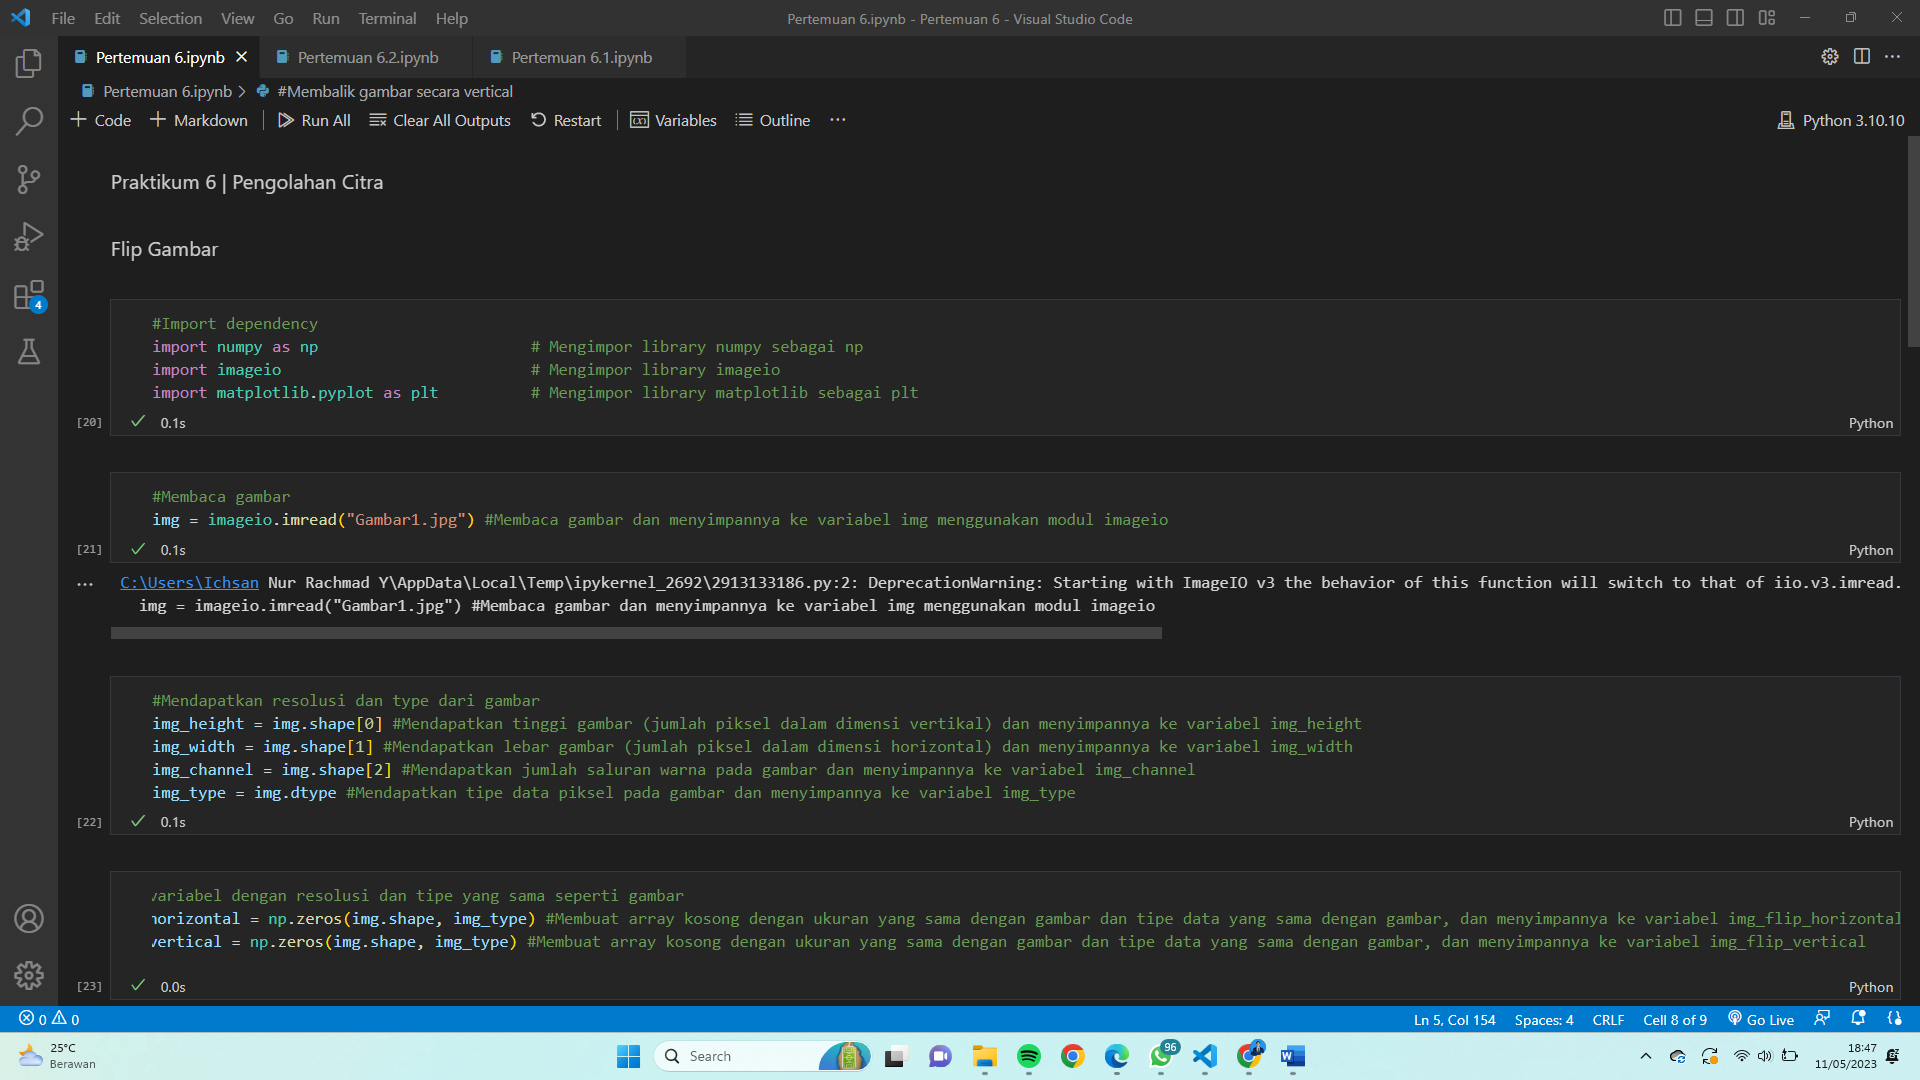 File Edit Selection View Go Run Terminal Help
Pertemuan 6.ipynb - Pertemuan 6 - Visual Studio Code
Pertemuan 6.ipynb
Pertemuan 6.2.ipynb
Pertemuan 6.1.ipynb
Pertemuan 6.ipynb > #Membalik gambar secara vertical
+ Code + Markdown | Run All Clear All Outputs Restart | Variables Outline ...
Python 3.10.10
Praktikum 6 | Pengolahan Citra
Flip Gambar
#Import dependency
import numpy as np # Mengimpor library numpy sebagai np
import imageio # Mengimpor library imageio
import matplotlib.pyplot as plt # Mengimpor library matplotlib sebagai plt
[20] 0.1s Python
#Membaca gambar
img = imageio.imread("Gambar1.jpg") #Membaca gambar dan menyimpannya ke variabel img menggunakan modul imageio
[21] 0.1s Python
... C:\Users\Ichsan Nur Rachmad Y\AppData\Local\Temp\ipykernel_2692\2913133186.py:2: DeprecationWarning: Starting with ImageIO v3 the behavior of this function will switch to that of iio.v3.imread.
img = imageio.imread("Gambar1.jpg") #Membaca gambar dan menyimpannya ke variabel img menggunakan modul imageio
#Mendapatkan resolusi dan type dari gambar
img_height = img.shape[0] #Mendapatkan tinggi gambar (jumlah piksel dalam dimensi vertikal) dan menyimpannya ke variabel img_height
img_width = img.shape[1] #Mendapatkan lebar gambar (jumlah piksel dalam dimensi horizontal) dan menyimpannya ke variabel img_width
img_channel = img.shape[2] #Mendapatkan jumlah saluran warna pada gambar dan menyimpannya ke variabel img_channel
img_type = img.dtype #Mendapatkan tipe data piksel pada gambar dan menyimpannya ke variabel img_type
[22] 0.1s Python
variabel dengan resolusi dan tipe yang sama seperti gambar
horizontal = np.zeros(img.shape, img_type) #Membuat array kosong dengan ukuran yang sama dengan gambar dan tipe data yang sama dengan gambar, dan menyimpannya ke variabel img_flip_horizontal
vertical = np.zeros(img.shape, img_type) #Membuat array kosong dengan ukuran yang sama dengan gambar dan tipe data yang sama dengan gambar, dan menyimpannya ke variabel img_flip_vertical
[23] 0.0s Python
4
0 0
Ln 5, Col 154 Spaces: 4 CRLF Cell 8 of 9 Go Live
25°C
Berawan
Search
96
18:47
11/05/2023